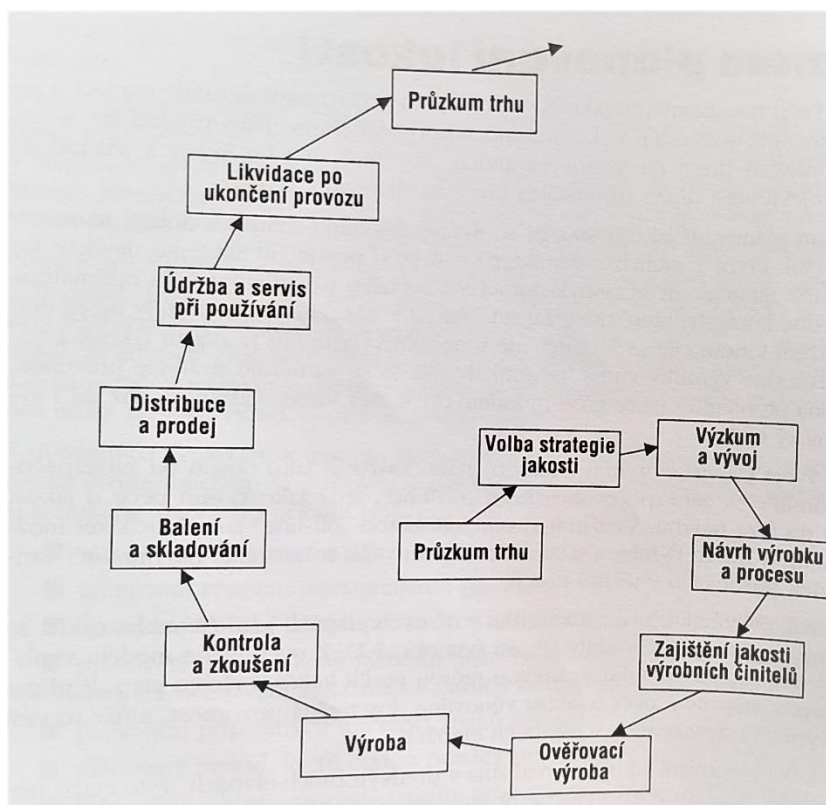 Průzkum trhu
Likvidace po
ukončení provozu
Údržba a servis
při používání
Distribuce
a prodej
Balení
a skladování
Kontrola
a zkoušení
Výroba
Ověřovací
výroba
Zajištění jakosti
výrobních činitelů
Návrh výrobku
a procesu
Výzkum
a vývoj
Volba strategie
jakosti
Průzkum trhu